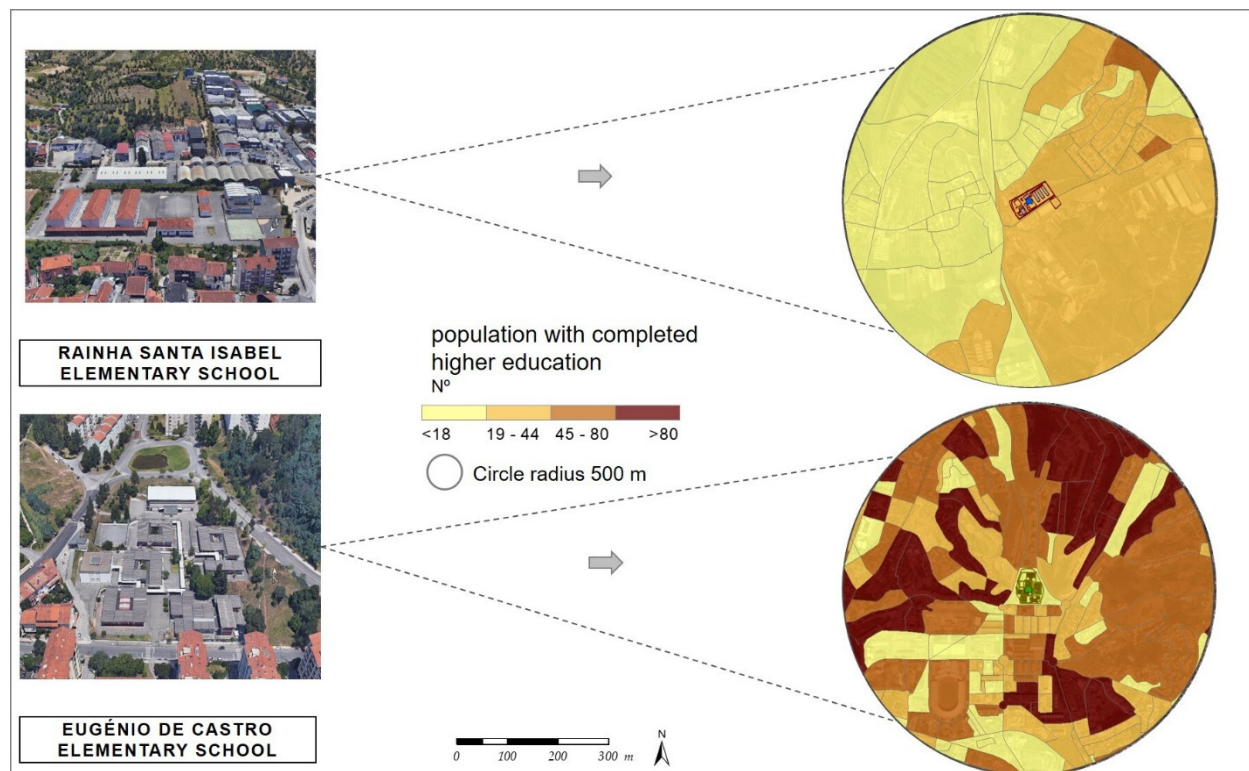 RAINHA SANTA ISABEL
ELEMENTARY SCHOOL
population with completed
higher education
Nº
<18 19 - 44 45 - 80 >80
Circle radius 500 m
EUGÉNIO DE CASTRO
ELEMENTARY SCHOOL
N
0 100 200 300 m